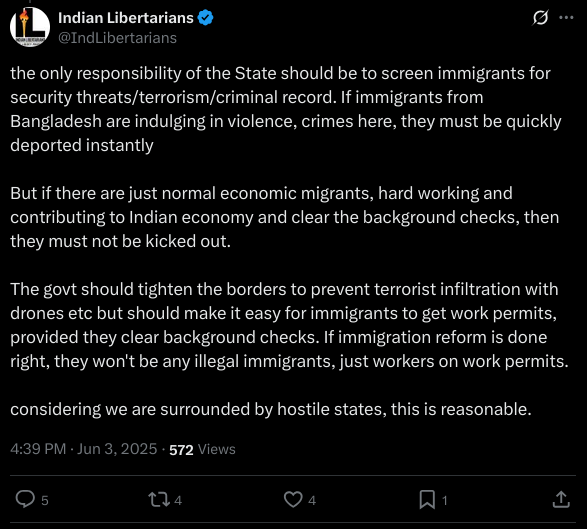 Indian Libertarians
@IndLibertarians
the only responsibility of the State should be to screen immigrants for
security threats/terrorism/criminal record. If immigrants from
Bangladesh are indulging in violence, crimes here, they must be quickly
deported instantly
But if there are just normal economic migrants, hard working and
contributing to Indian economy and clear the background checks, then
they must not be kicked out.
The govt should tighten the borders to prevent terrorist infiltration with
drones etc but should make it easy for immigrants to get work permits,
provided they clear background checks. If immigration reform is done
right, they won't be any illegal immigrants, just workers on work permits.
considering we are surrounded by hostile states, this is reasonable.
4:39 PM · Jun 3, 2025 · 572 Views
5 4 4 1